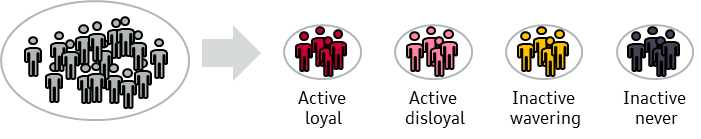 Active
loyal
Active
disloyal
Inactive
wavering
Inactive
never